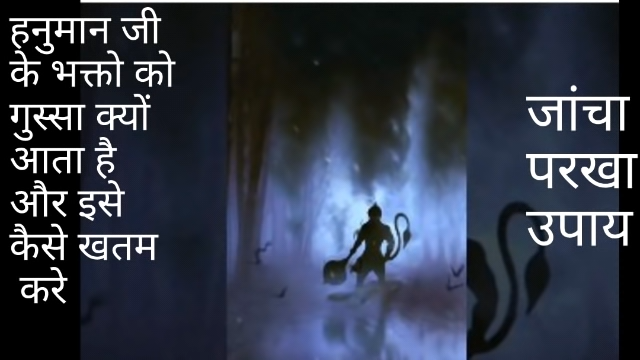 हनुमान जी
के भक्तो को
गुस्सा क्यों
आता है
और इसे
कैसे खतम
करे
जांचा
परखा
उपाय